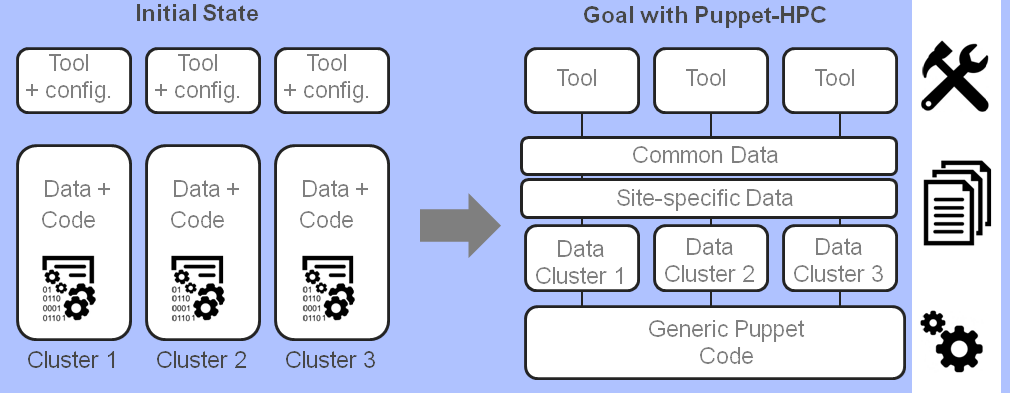 Initial State
Goal with Puppet-HPC
Tool
+ config.
Tool
+ config.
Tool
+ config.
Tool
Tool
Tool
Common Data
Site-specific Data
Data +
Code
01
0110
0001
01101
Data +
Code
01
0110
0001
01101
Data +
Code
01
0110
0001
01101
Data
Cluster 1
Data
Cluster 2
Data
Cluster 3
Generic Puppet
Code
Cluster 1
Cluster 2
Cluster 3